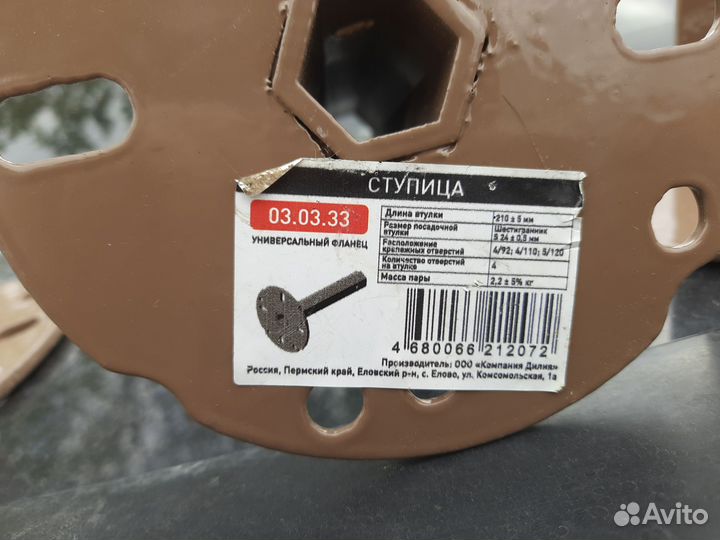 СТУПИЦА
03.03.33
УНИВЕРСАЛЬНЫЙ ФЛАНЕЦ
Длина втулки 210 ± 5 мм
Размер посадочной втулки Шестигранник S 24 ± 0,5 мм
Расположение крепежных отверстий 4/92; 4/110; 5/120
Количество отверстий на втулке 4
Масса пары 2,2 ± 5% кг
4 680066 212072
Производитель: ООО «Компания Дилия»
Россия, Пермский край, Еловский р-н, с. Елово, ул. Комсомольская, 1а
Avito